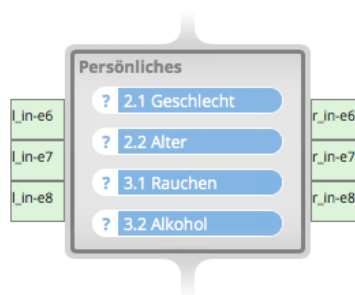 Persönliches
? 2.1 Geschlecht
l_in-e6
r_in-e6
? 2.2 Alter
l_in-e7
r_in-e7
? 3.1 Rauchen
l_in-e8
r_in-e8
? 3.2 Alkohol